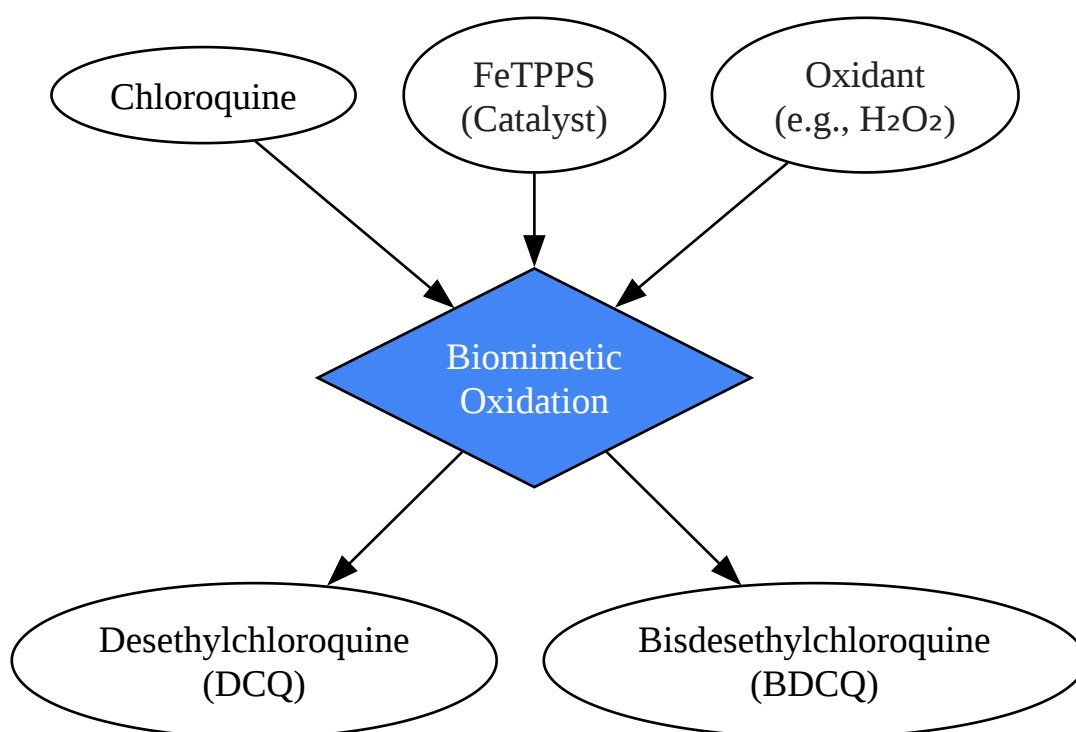 Chloroquine
FeTPPS
(Catalyst)
Oxidant
(e.g., H₂O₂)
Biomimetic
Oxidation
Desethylchloroquine
(DCQ)
Bisdesethylchloroquine
(BDCQ)